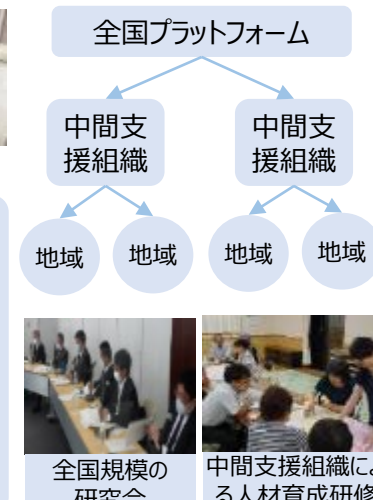 全国プラットフォーム
中間支
援組織
中間支
援組織
地域
地域
地域
地域
全国規模の
研究会
中間支援組織によ
る人材育成研修